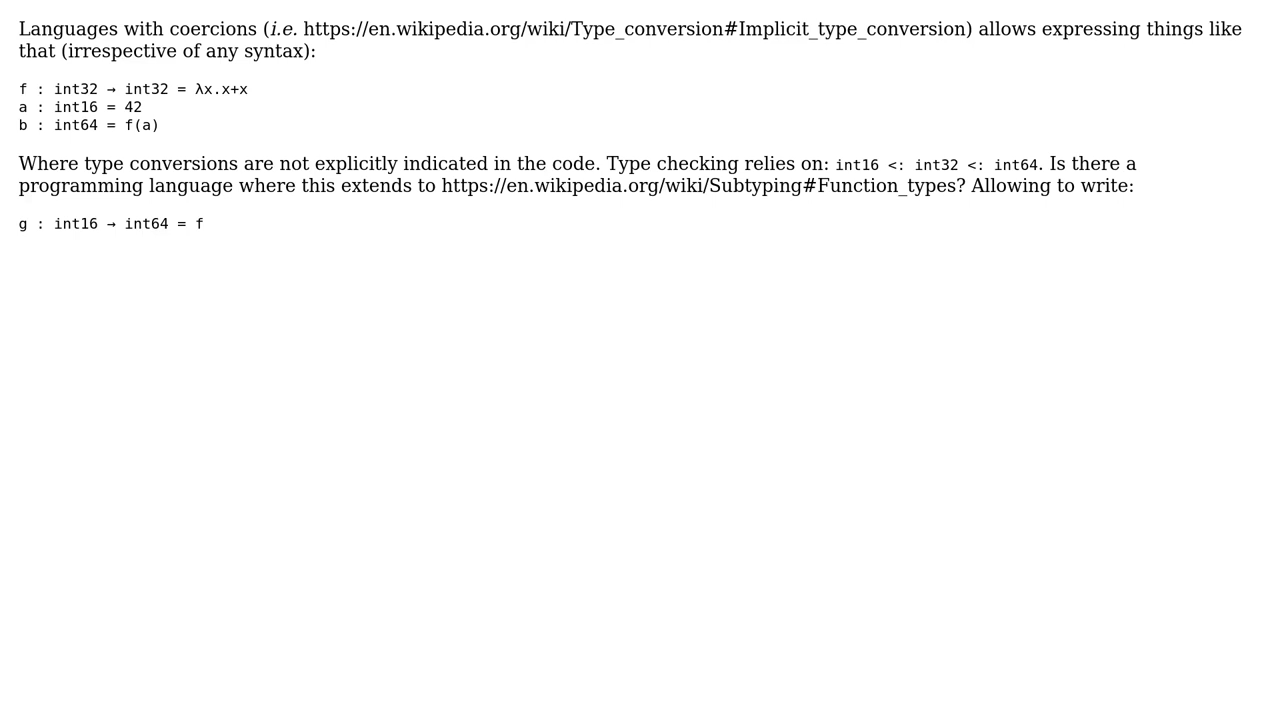 Languages with coercions (i.e. https://en.wikipedia.org/wiki/Type_conversion#Implicit_type_conversion) allows expressing things like
that (irrespective of any syntax):
f : int32 → int32 = λx.x+x
a : int16 = 42
b : int64 = f(a)
Where type conversions are not explicitly indicated in the code. Type checking relies on: int16 <: int32 <: int64. Is there a
programming language where this extends to https://en.wikipedia.org/wiki/Subtyping#Function_types? Allowing to write:
g : int16 → int64 = f